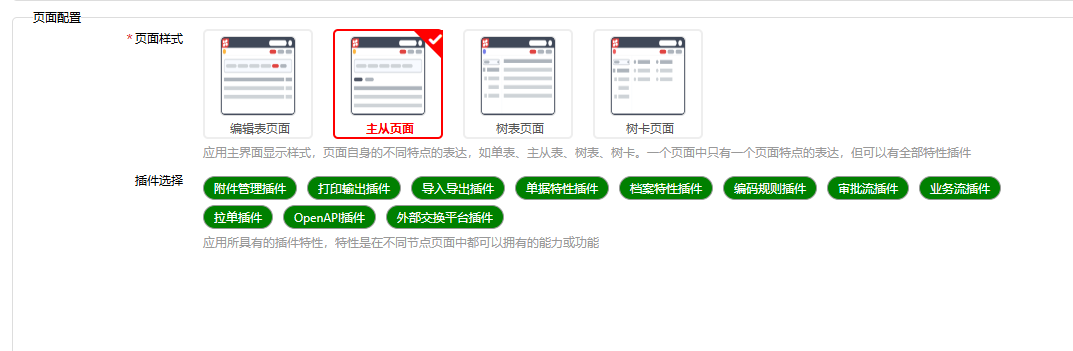 页面配置
* 页面样式
编辑表页面 主从页面 树表页面 树卡页面
应用主界面显示样式，页面自身的不同特点的表达，如单表、主从表、树表、树卡。一个页面中只有一个页面特点的表达，但可以有全部特性插件
插件选择 附件管理插件 打印输出插件 导入导出插件 单据特性插件 档案特性插件 编码规则插件 审批流插件 业务流插件
拉单插件 OpenAPI插件 外部交换平台插件
应用所具有的插件特性，特性是在不同节点页面中都可以拥有的能力或功能